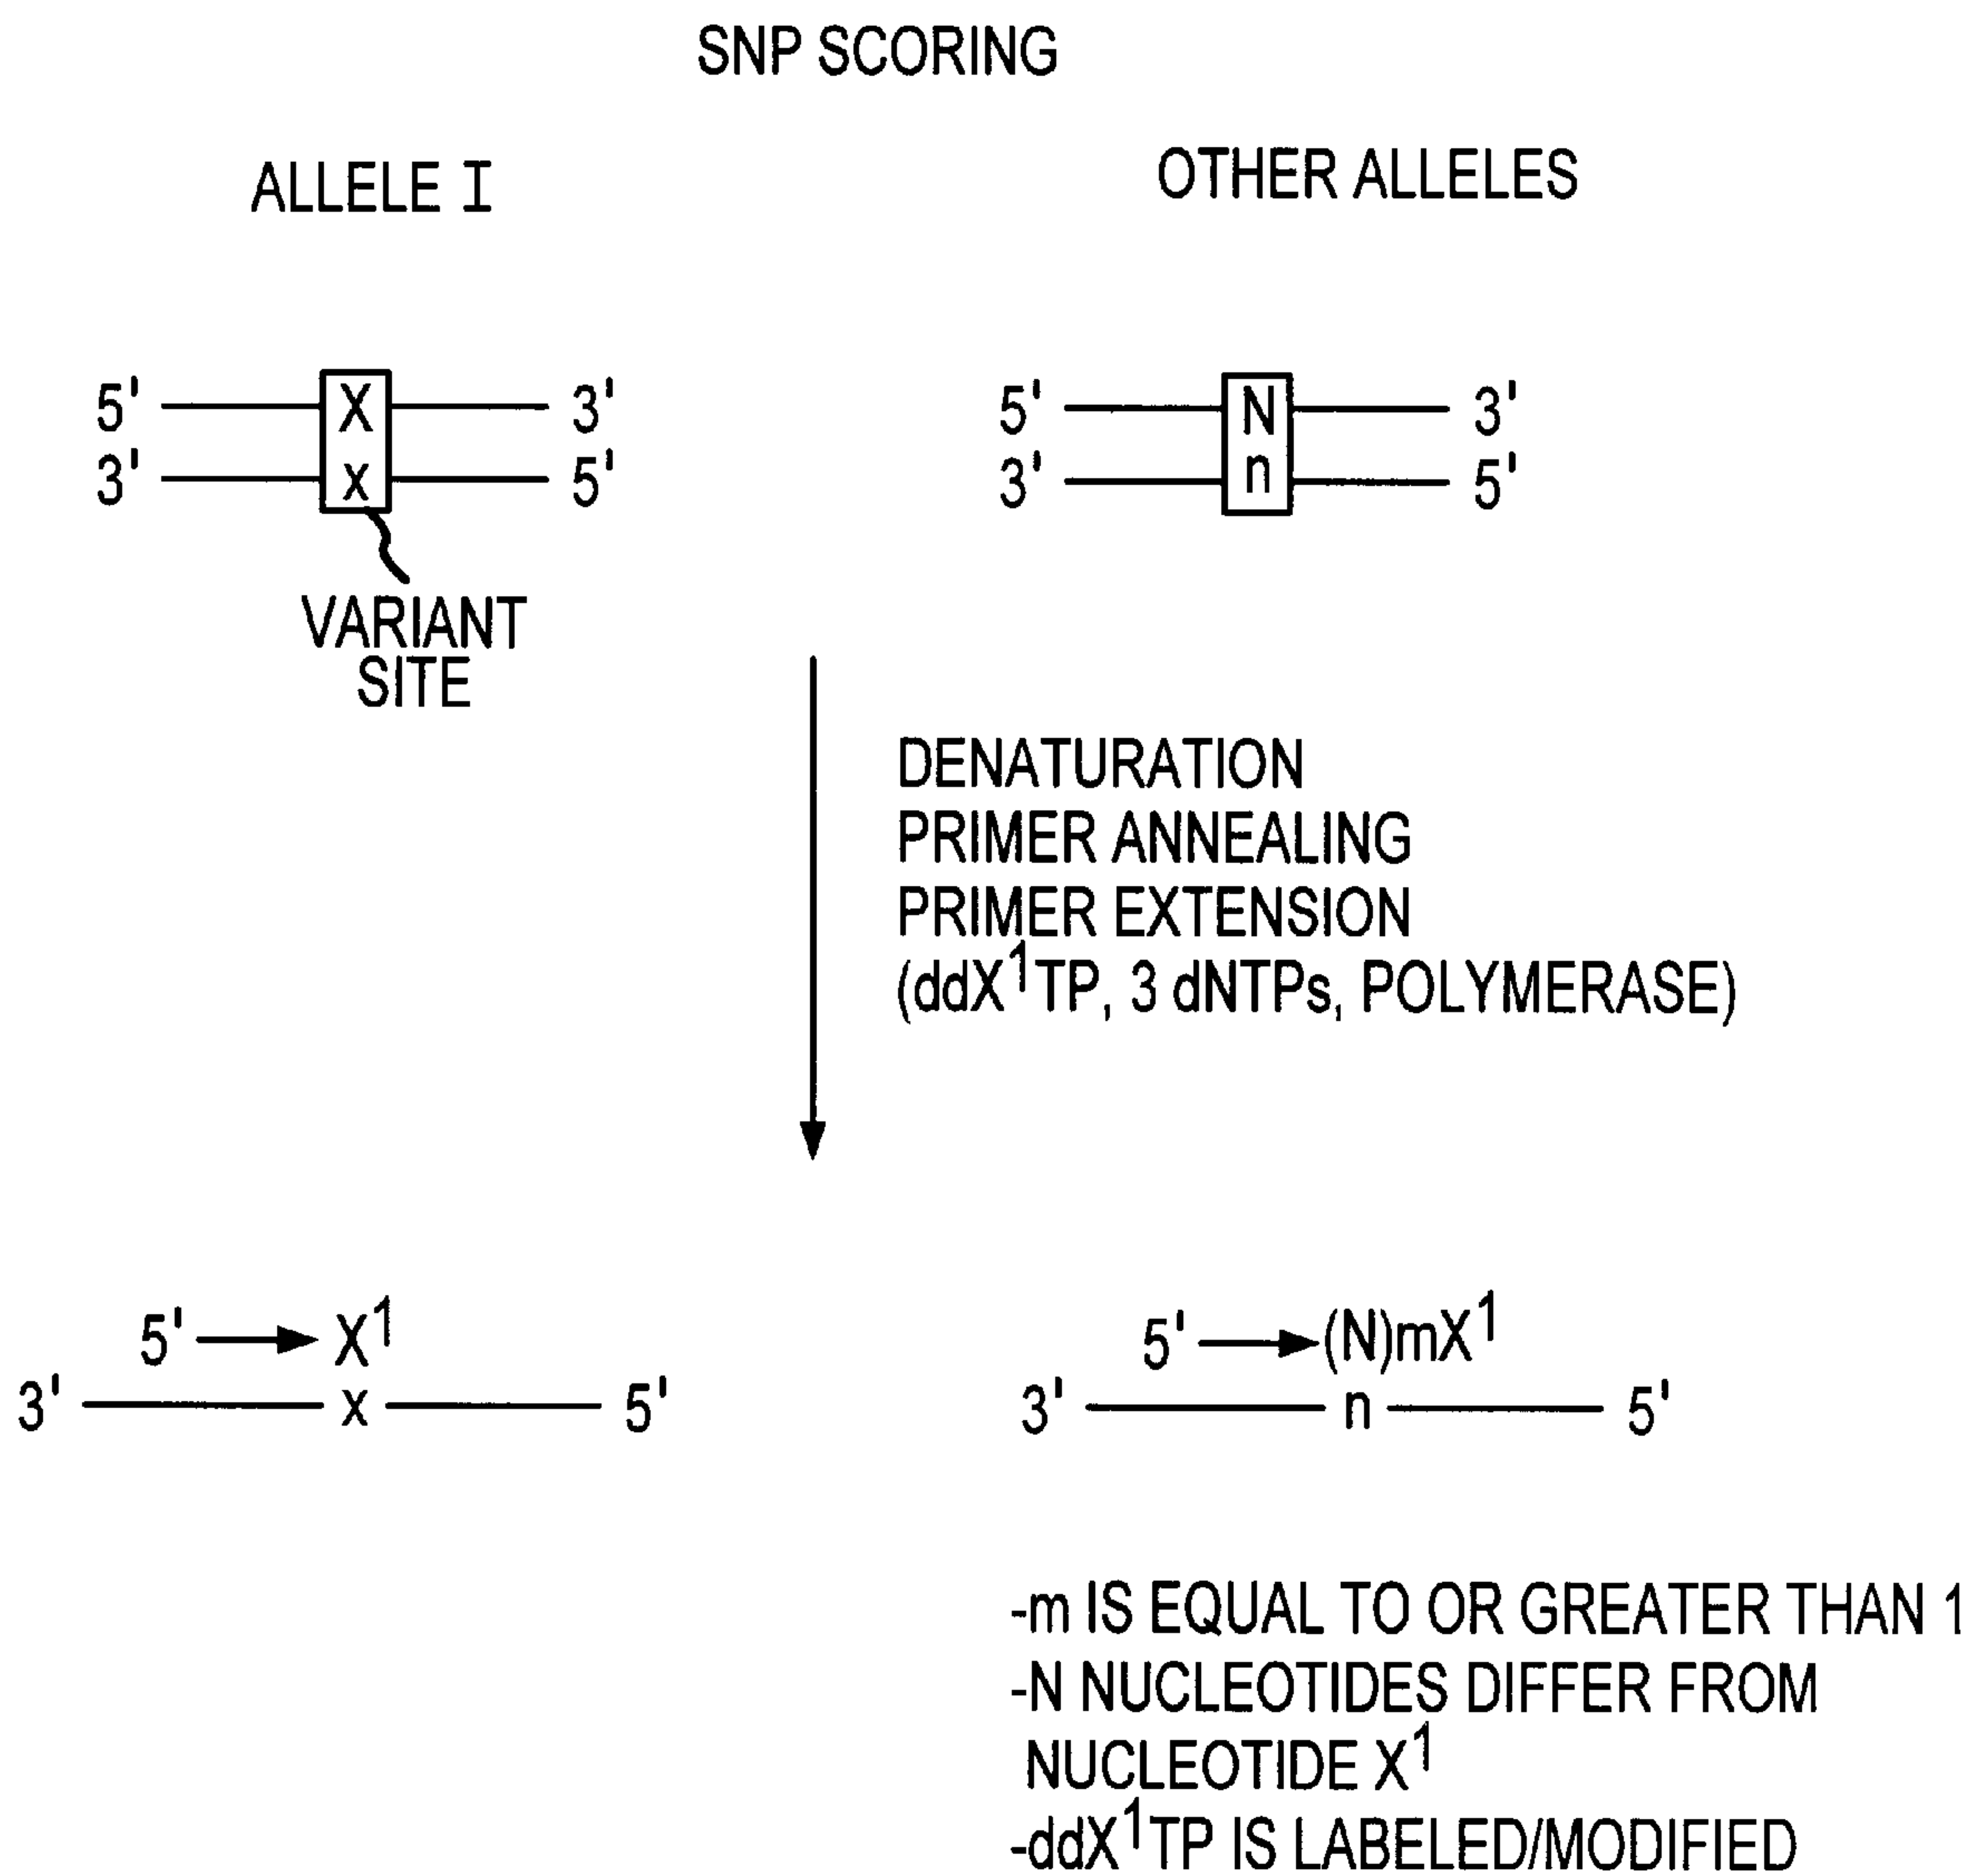 SNP SCORING
ALLELE I
OTHER ALLELES
5' X 3'
3' x 5'
VARIANT
SITE
5' N 3'
3' n 5'
DENATURATION
PRIMER ANNEALING
PRIMER EXTENSION
(ddX¹TP, 3 dNTPs, POLYMERASE)
5' X¹
3' x 5'
5' (N)mX¹
3' n 5'
-m IS EQUAL TO OR GREATER THAN 1
-N NUCLEOTIDES DIFFER FROM
NUCLEOTIDE X¹
-ddX¹TP IS LABELED/MODIFIED